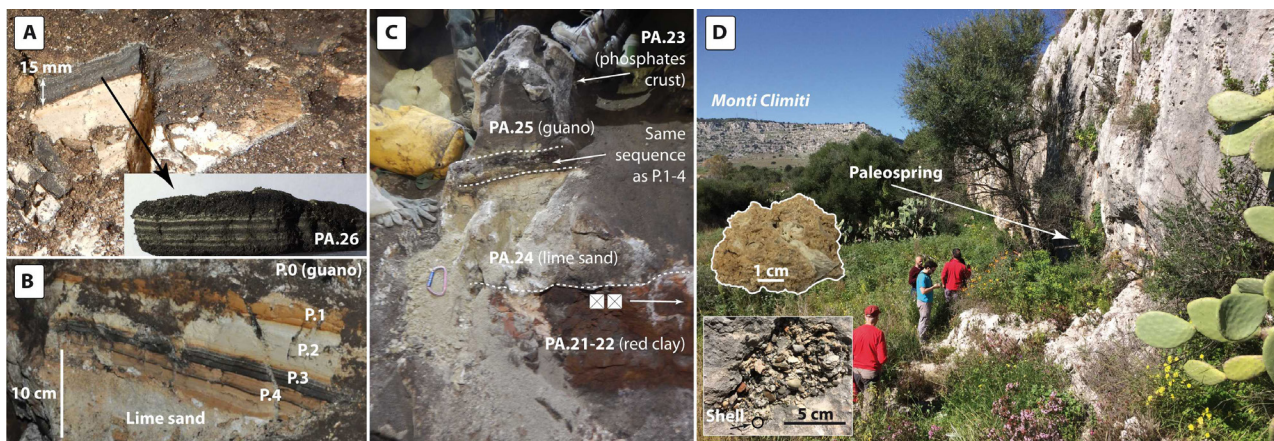 A
15 mm
PA.26
B
P.0 (guano)
P.1
P.2
P.3
P.4
10 cm
Lime sand
C
PA.23
(phosphates
crust)
PA.25 (guano)
Same
sequence
as P.1-4
PA.24 (lime sand)
PA.21-22 (red clay)
D
Monti Climiti
Paleospring
1 cm
Shell
5 cm